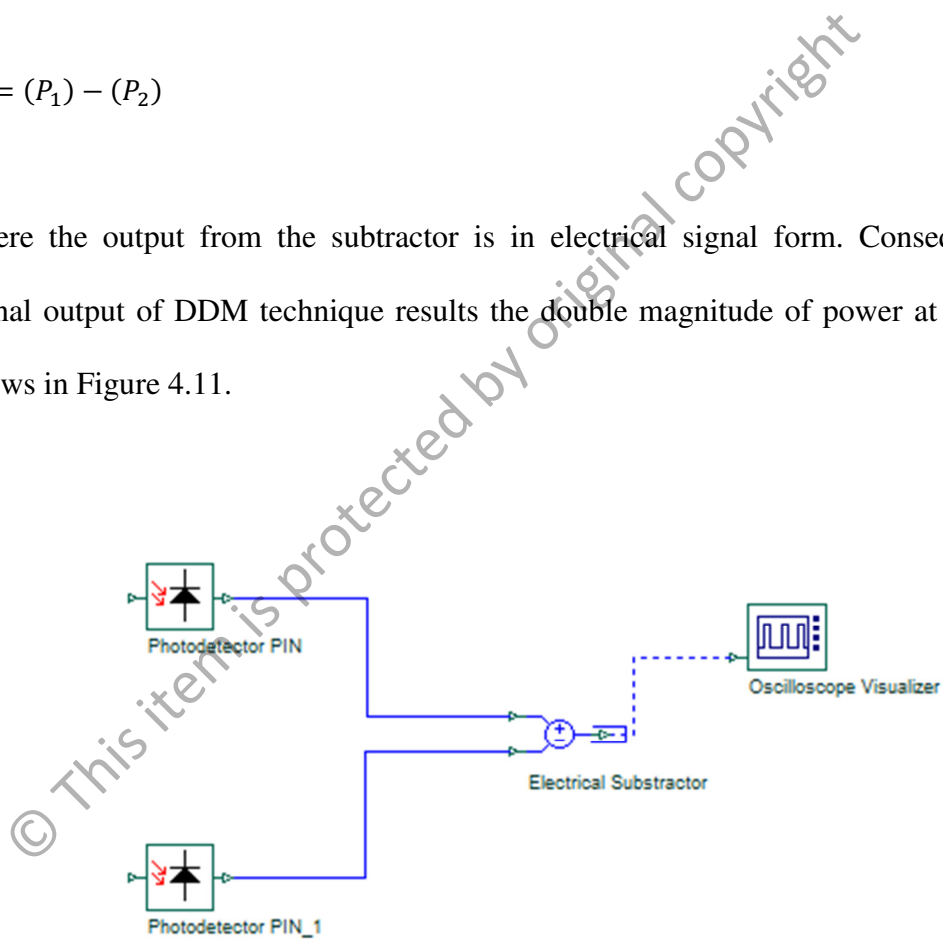 = (P₁) − (P₂)
ere the output from the subtractor is in electrical signal form. Conseq
nal output of DDM technique results the double magnitude of power at
ws in Figure 4.11.
Photodetector PIN
Oscilloscope Visualizer
Electrical Substractor
Photodetector PIN_1
© This item is protected by original copyright